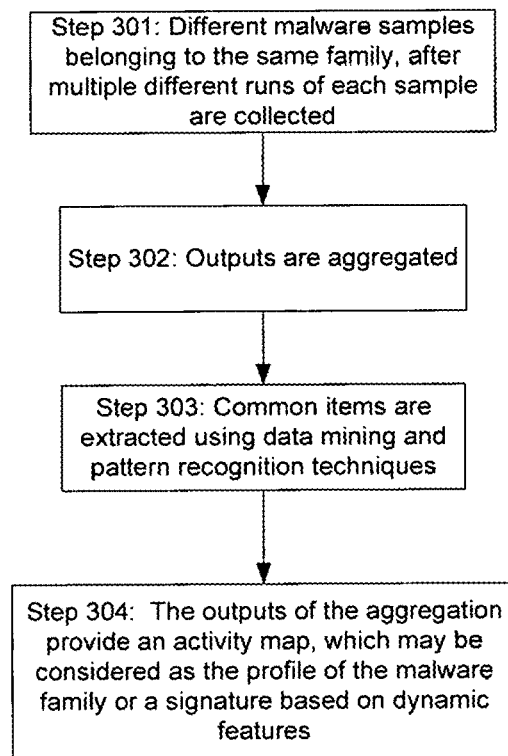 Step 301: Different malware samples
belonging to the same family, after
multiple different runs of each sample
are collected
Step 302: Outputs are aggregated
Step 303: Common items are
extracted using data mining and
pattern recognition techniques
Step 304: The outputs of the aggregation
provide an activity map, which may be
considered as the profile of the malware
family or a signature based on dynamic
features